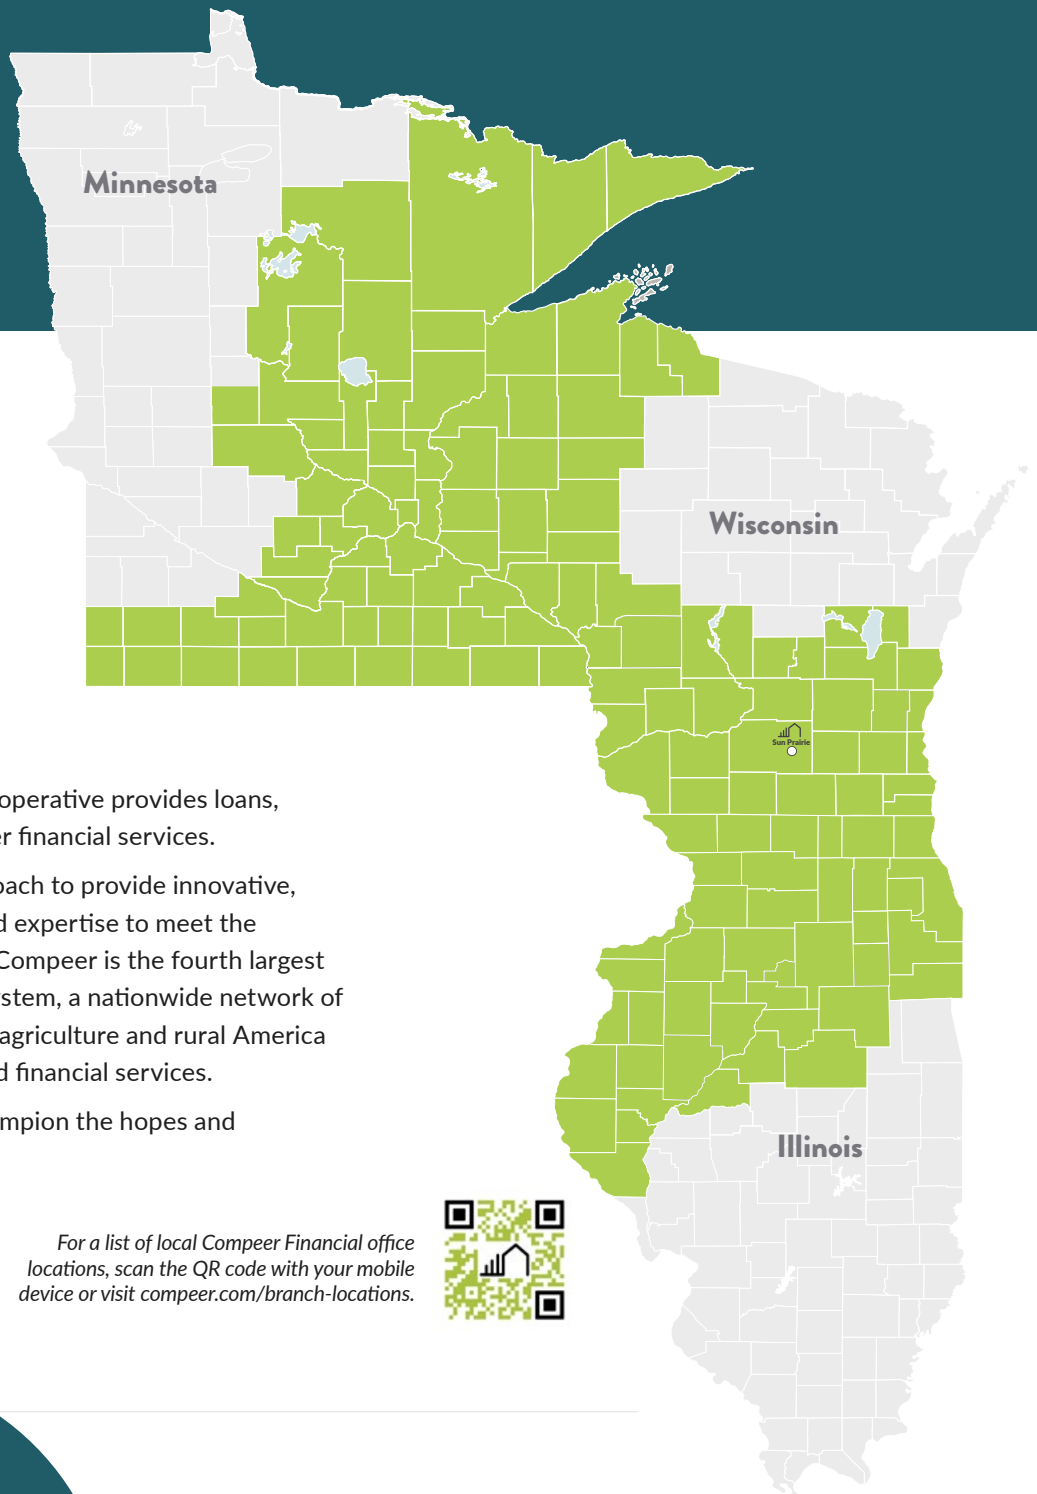 Minnesota
Wisconsin
Sun Prairie
operative provides loans,
er financial services.
oach to provide innovative,
d expertise to meet the
Compeer is the fourth largest
stem, a nationwide network of
agriculture and rural America
d financial services.
mpion the hopes and
Illinois
For a list of local Compeer Financial office
locations, scan the QR code with your mobile
device or visit compeer.com/branch-locations.